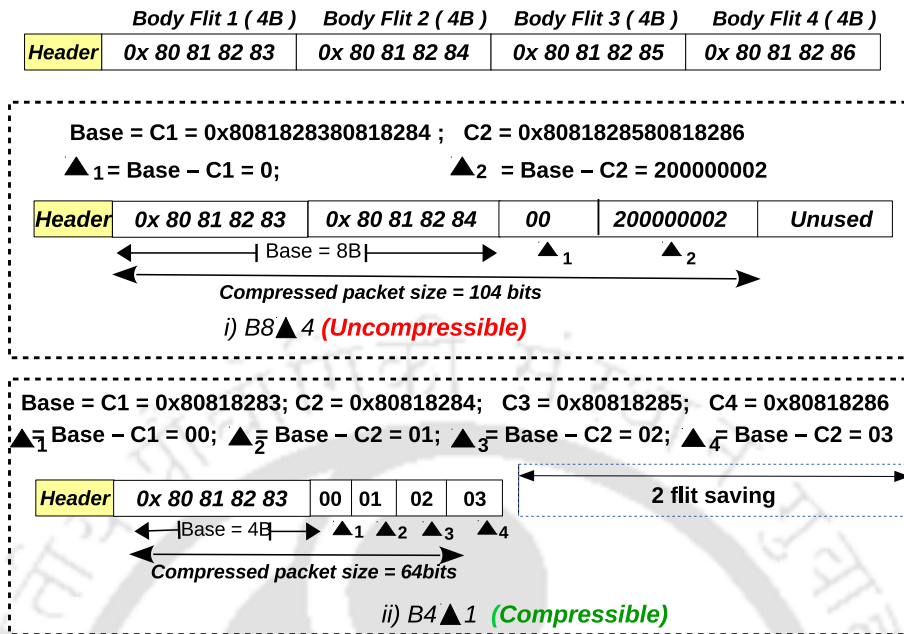 Body Flit 1 ( 4B ) Body Flit 2 ( 4B ) Body Flit 3 ( 4B ) Body Flit 4 ( 4B )
Header 0x 80 81 82 83 0x 80 81 82 84 0x 80 81 82 85 0x 80 81 82 86
Base = C1 = 0x8081828380818284 ; C2 = 0x8081828580818286
▲1 = Base – C1 = 0; ▲2 = Base – C2 = 200000002
Header 0x 80 81 82 83 0x 80 81 82 84 00 200000002 Unused
Base = 8B ▲1 ▲2
Compressed packet size = 104 bits
i) B8▲4 (Uncompressible)
Base = C1 = 0x80818283; C2 = 0x80818284; C3 = 0x80818285; C4 = 0x80818286
▲1 = Base – C1 = 00; ▲2 = Base – C2 = 01; ▲3 = Base – C2 = 02; ▲4 = Base – C2 = 03
Header 0x 80 81 82 83 00 01 02 03 2 flit saving
Base = 4B ▲1 ▲2 ▲3 ▲4
Compressed packet size = 64bits
ii) B4▲1 (Compressible)